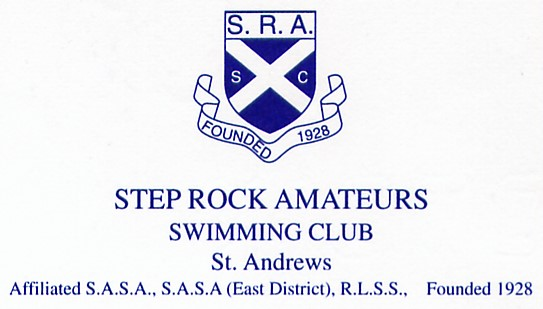 S. R. A.
S C
FOUNDED 1928
STEP ROCK AMATEURS
SWIMMING CLUB
St. Andrews
Affiliated S.A.S.A., S.A.S.A (East District), R.L.S.S., Founded 1928